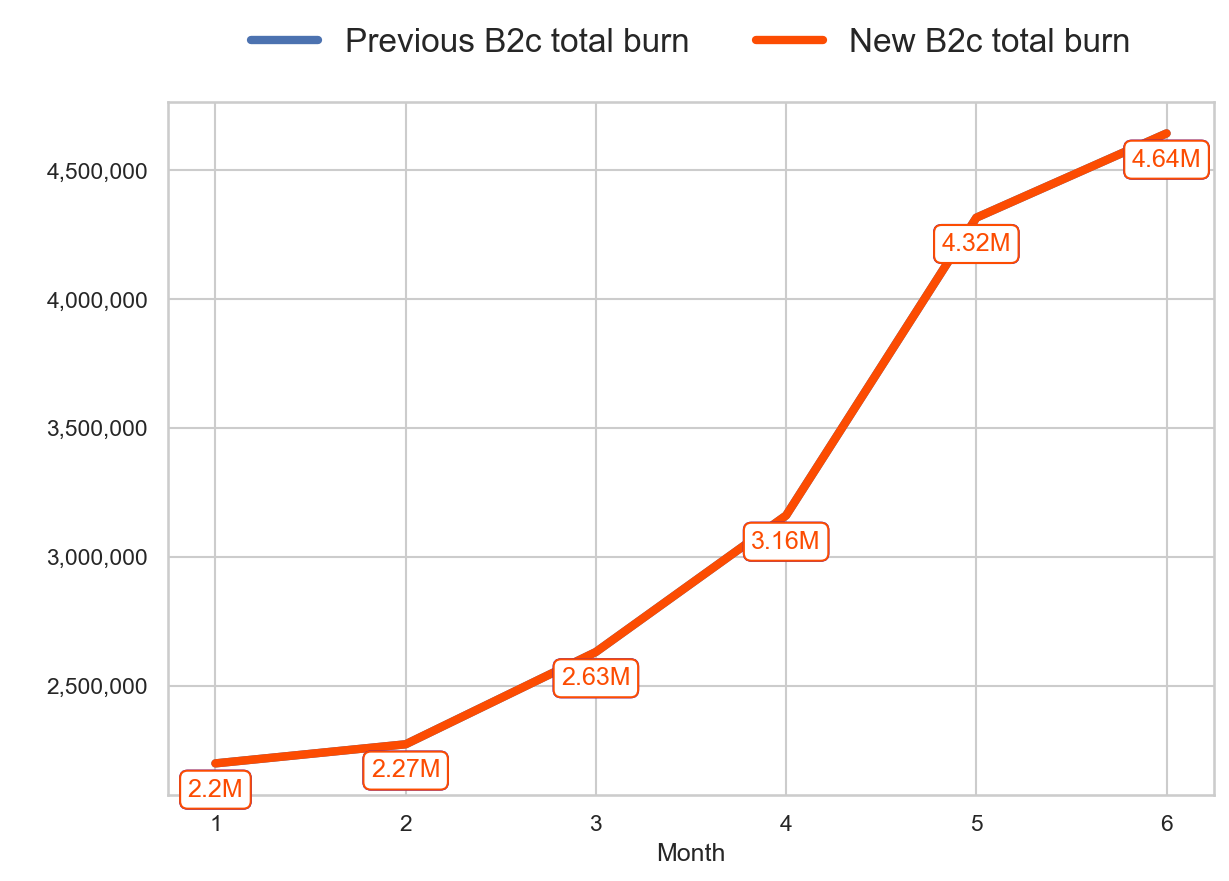 Previous B2c total burn New B2c total burn
4,500,000
4,000,000
3,500,000
3,000,000
2,500,000
4.64M
4.32M
3.16M
2.63M
2.27M
2.2M
1 2 3 4 5 6
Month